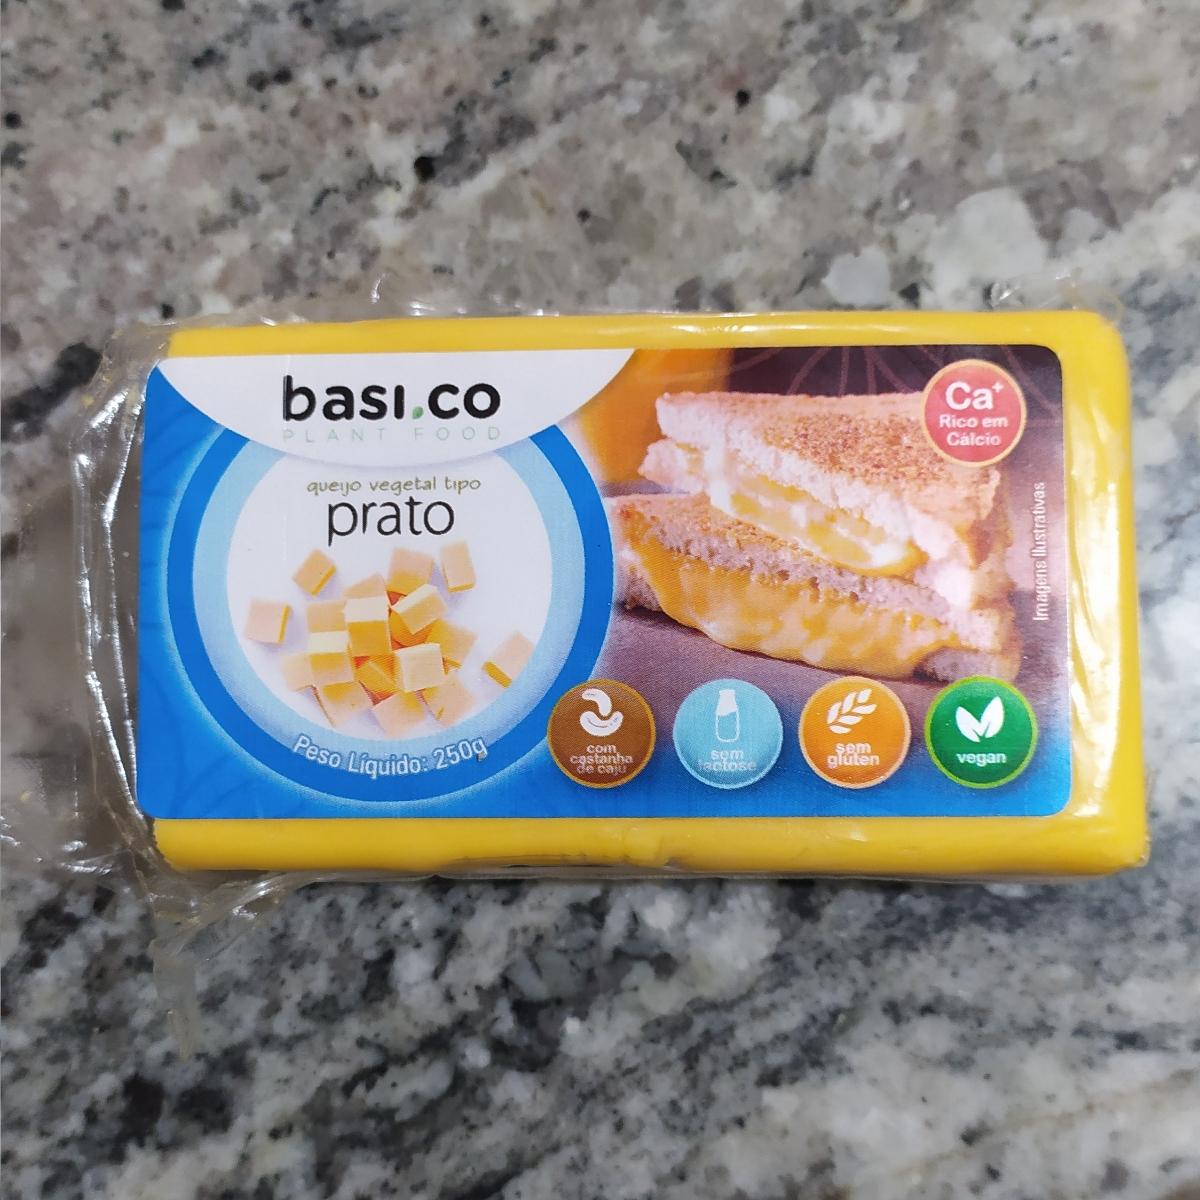 basi.co
PLANT FOOD
queijo vegetal tipo
prato
Peso Líquido: 250g
Ca+
Rico em
Cálcio
Imagens ilustrativas
com
castanha
de caju
sem
lactose
sem
glúten
vegan